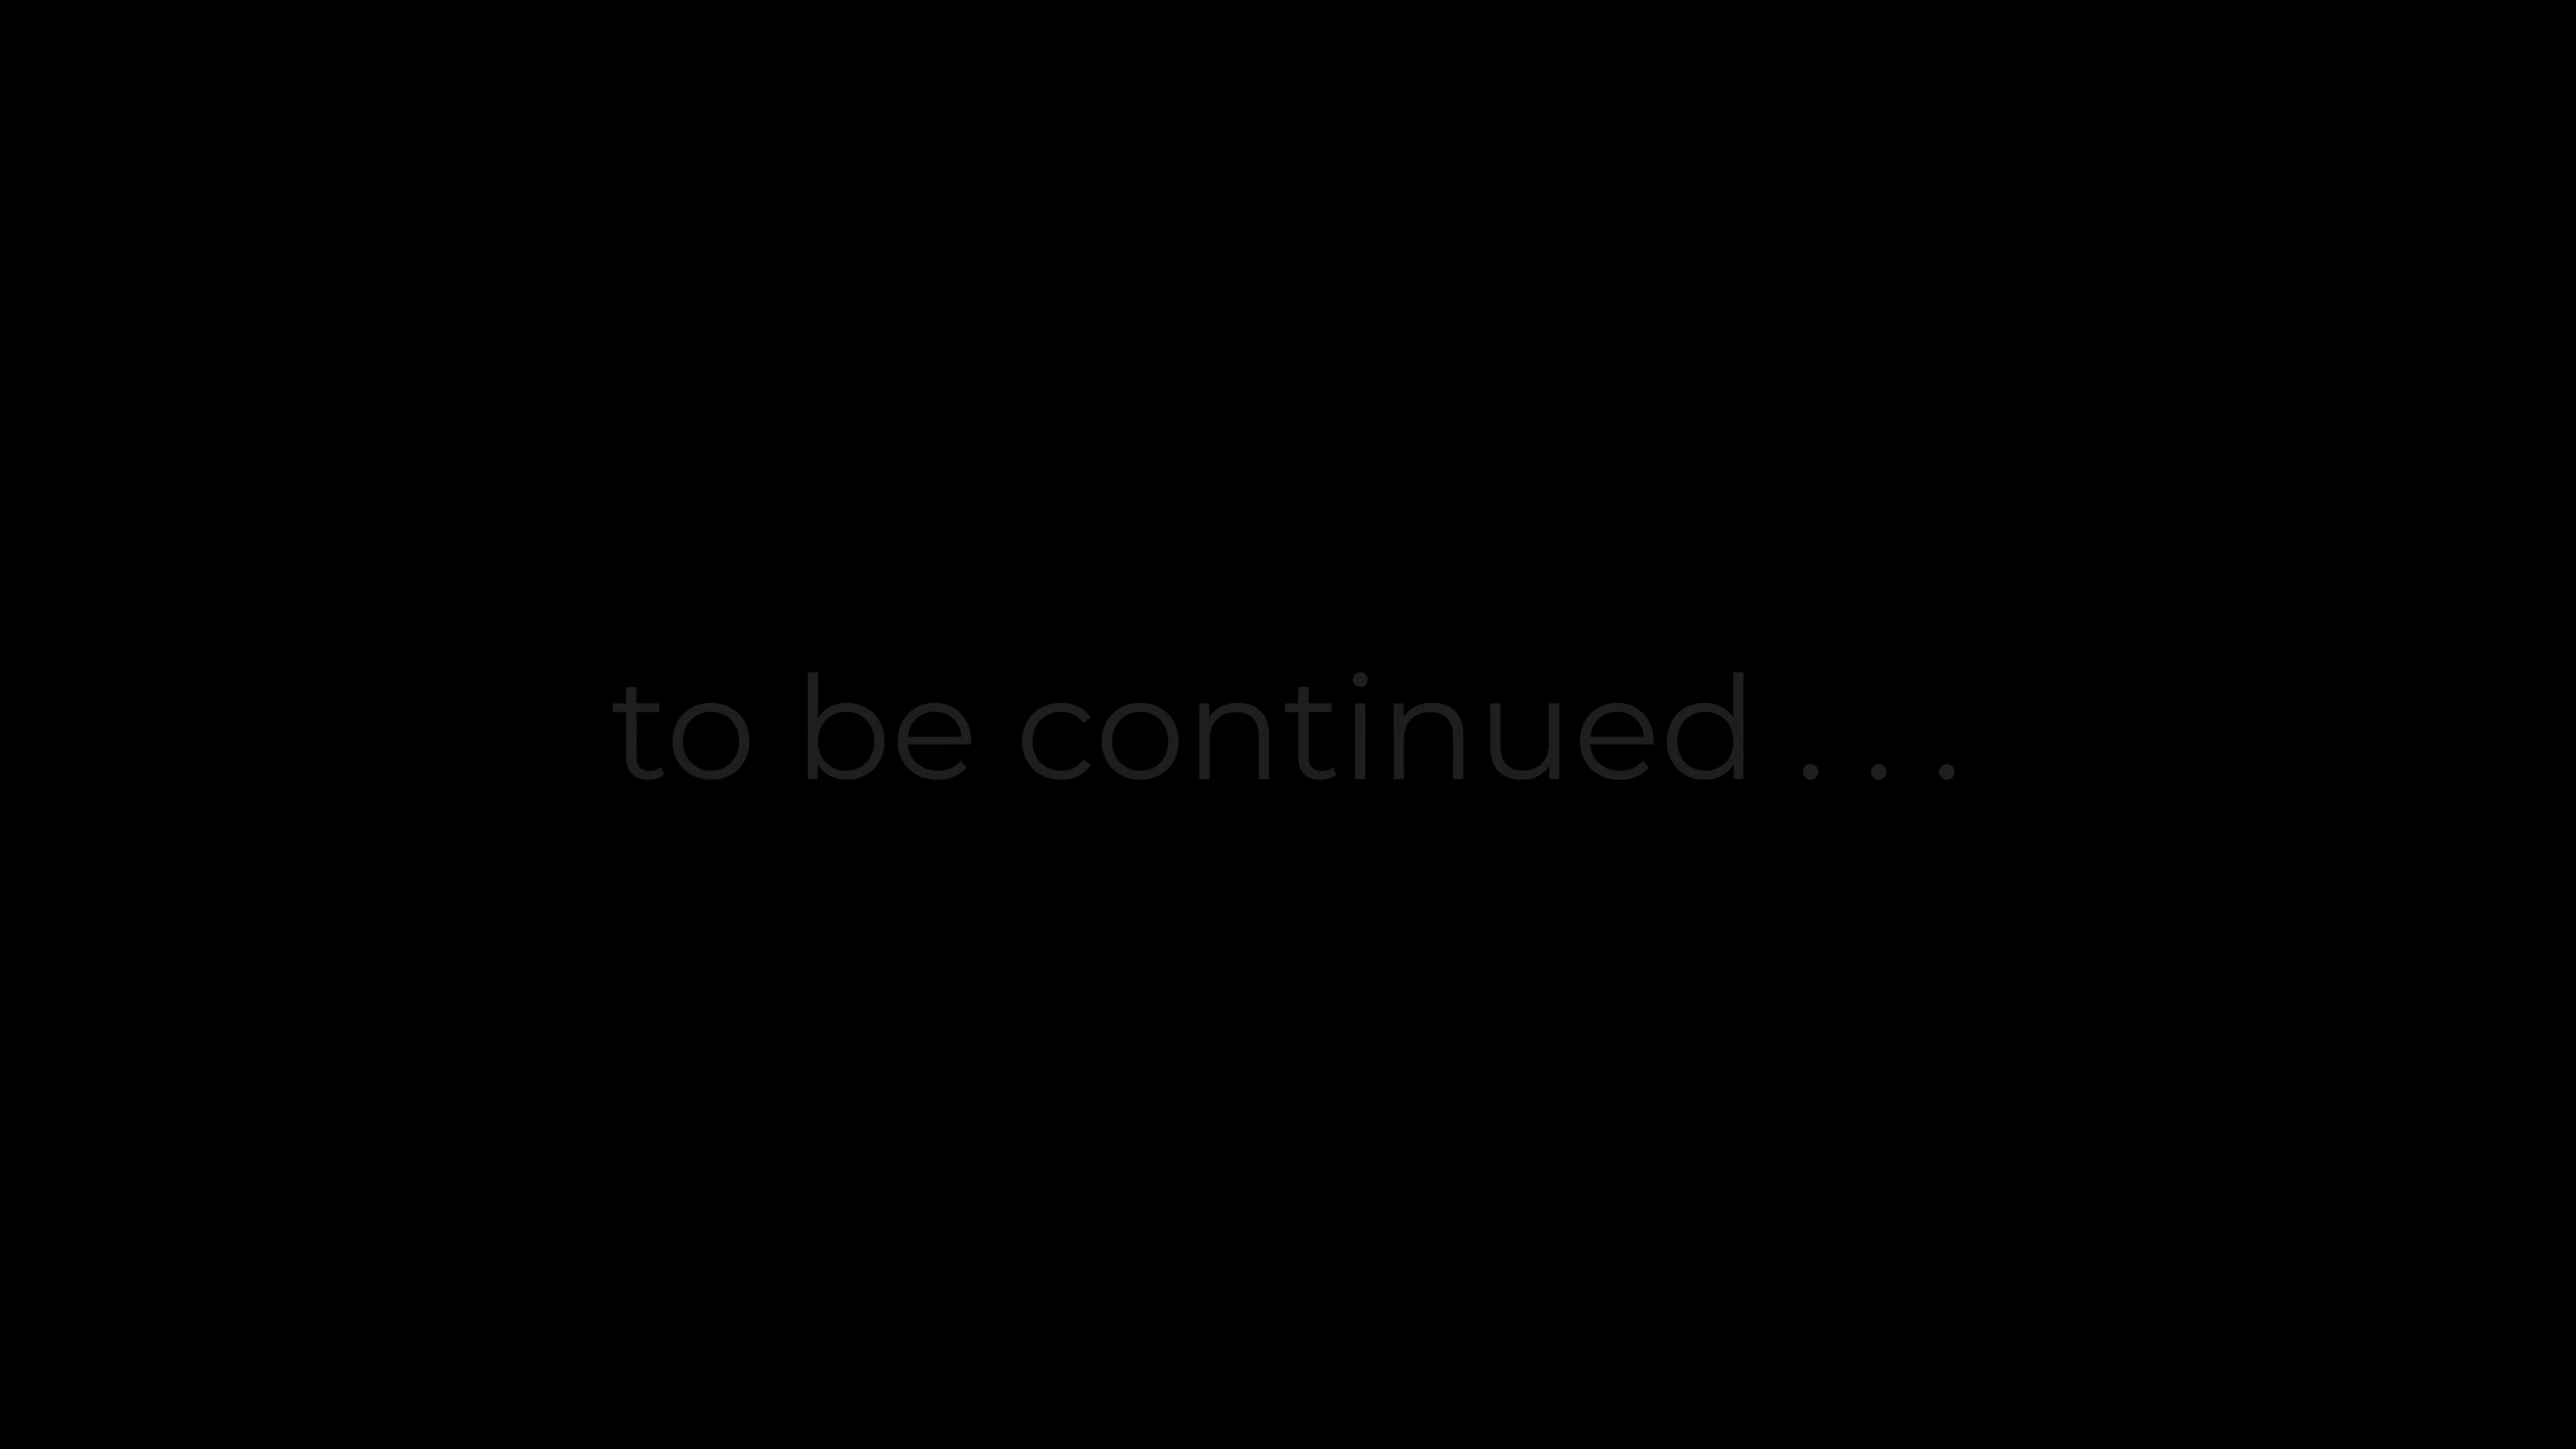 to be continued . . .